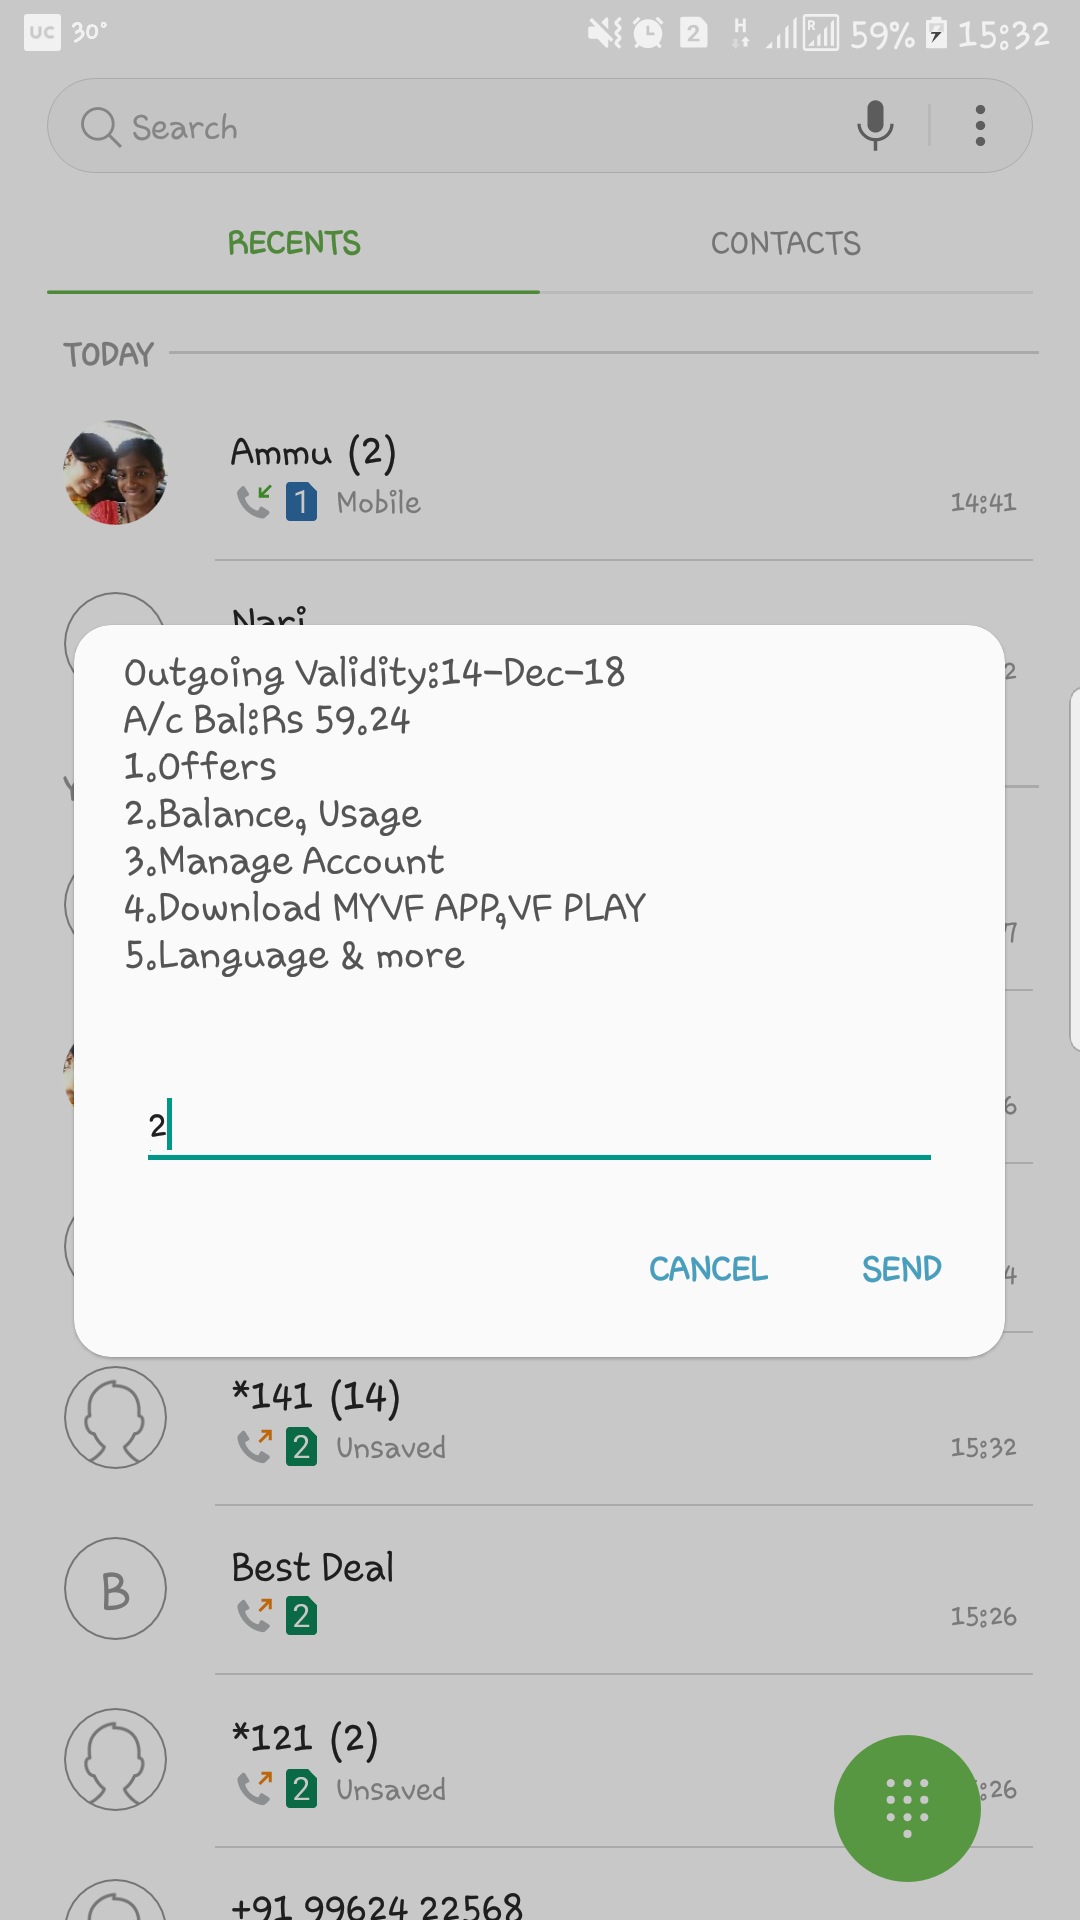 UC 30° 2 H R 59% 15:32
Search
RECENTS CONTACTS
TODAY
Ammu (2)
1 Mobile 14:41
Nari
Outgoing Validity:14-Dec-18
A/c Bal:Rs 59.24
1.Offers
2.Balance, Usage
3.Manage Account
4.Download MYVF APP,VF PLAY
5.Language & more
2
CANCEL SEND
*141 (14)
2 Unsaved 15:32
B
Best Deal
2 15:26
*121 (2)
2 Unsaved :26
+91 99624 22568